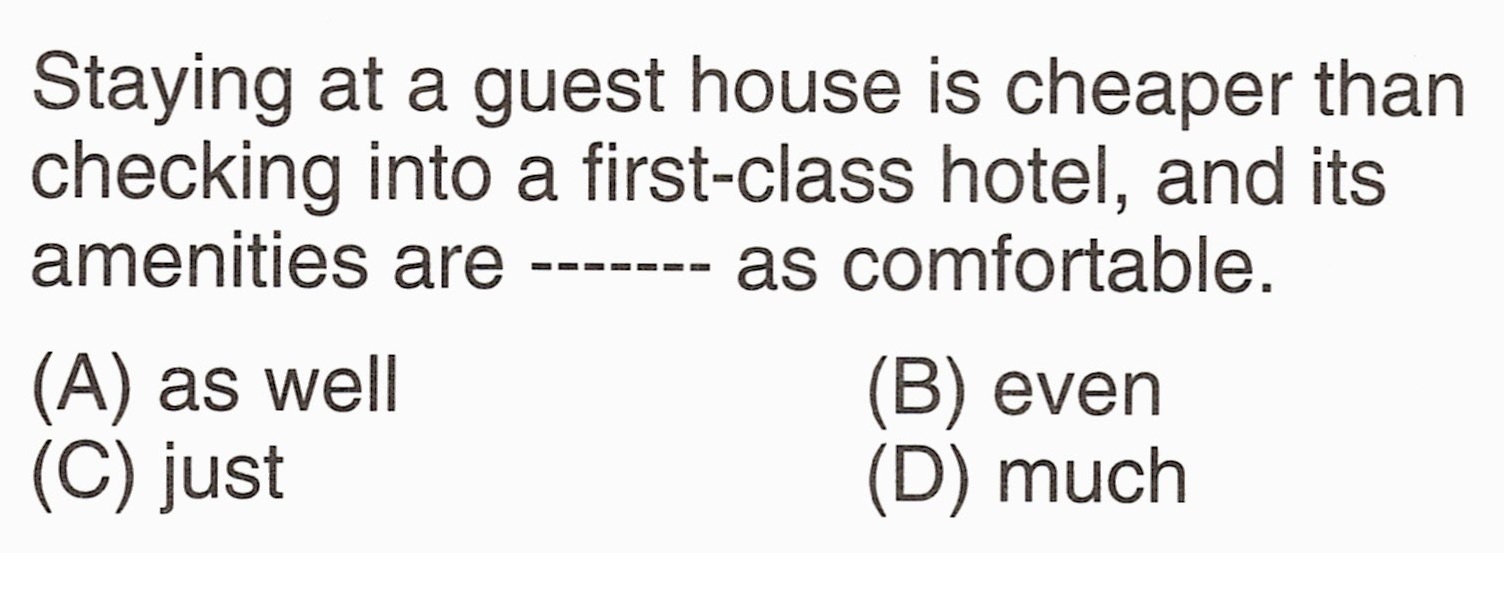 Staying at a guest house is cheaper than
checking into a first-class hotel, and its
amenities are ------- as comfortable.
(A) as well (B) even
(C) just (D) much